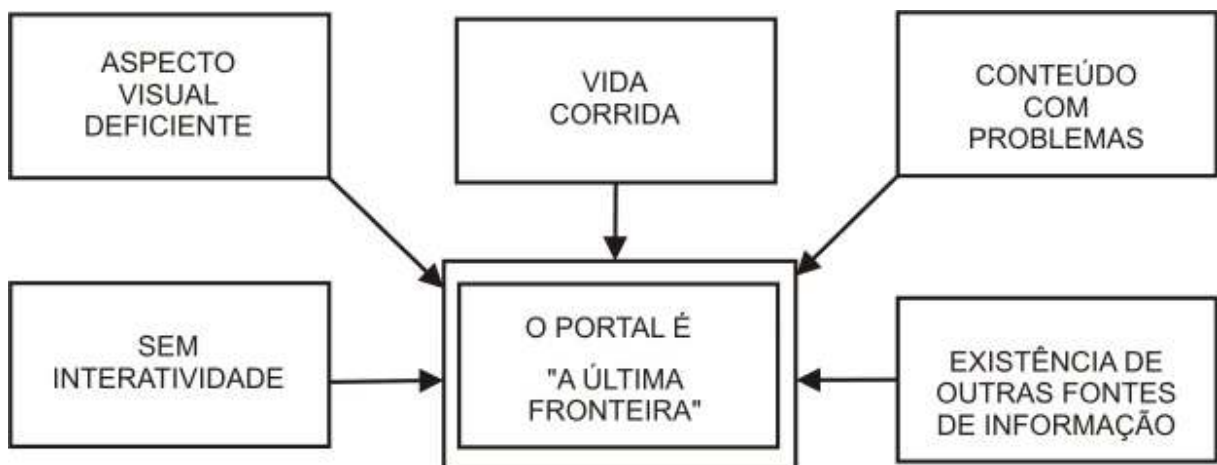 ASPECTO
VISUAL
DEFICIENTE
VIDA
CORRIDA
CONTEÚDO
COM
PROBLEMAS
SEM
INTERATIVIDADE
O PORTAL É
"A ÚLTIMA
FRONTEIRA"
EXISTÊNCIA DE
OUTRAS FONTES
DE INFORMAÇÃO